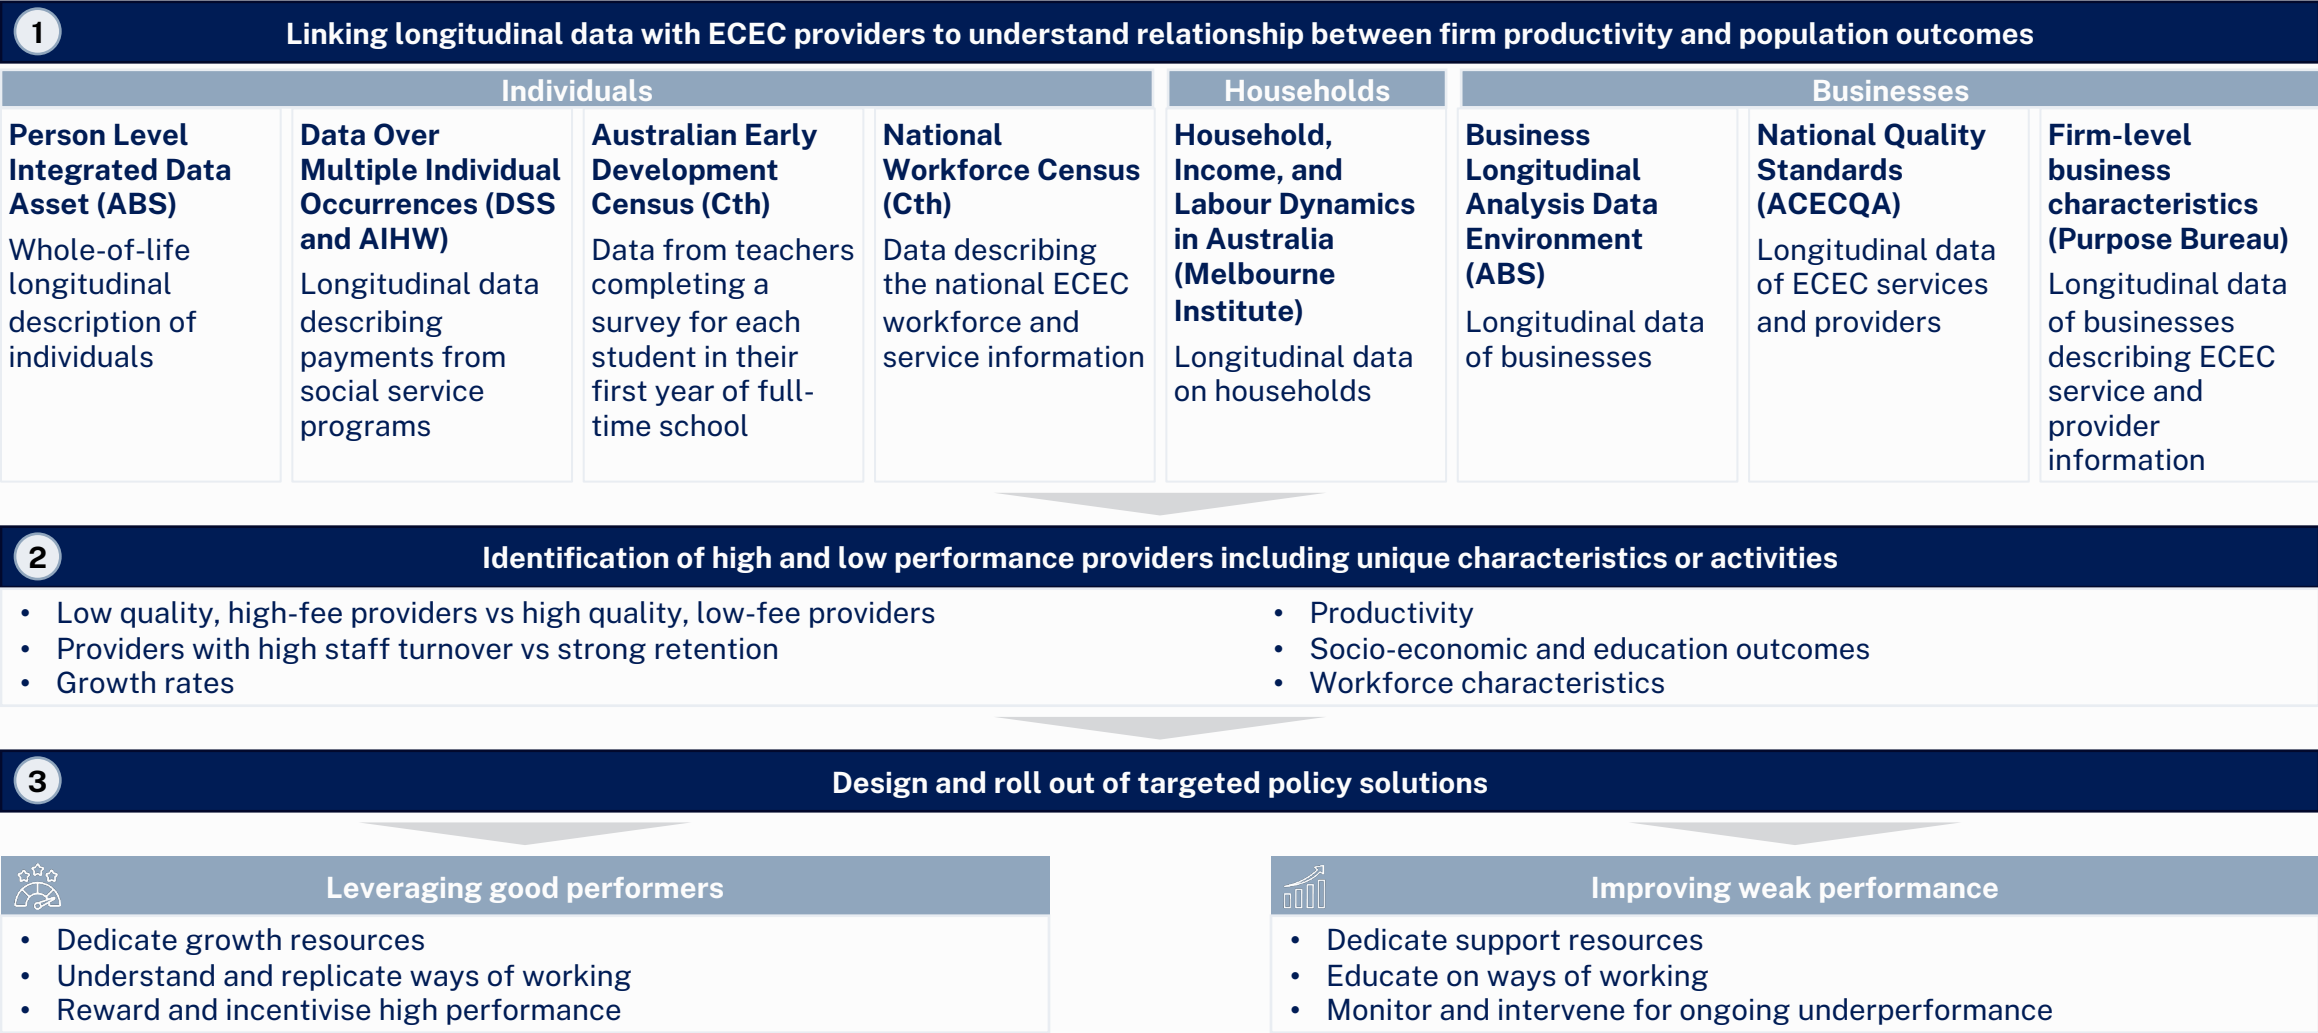 1
Linking longitudinal data with ECEC providers to understand relationship between firm productivity and population outcomes
Individuals
Households
Businesses
Person Level
Integrated Data
Asset (ABS)
Whole-of-life
longitudinal
description of
individuals
Data Over
Multiple Individual
Occurrences (DSS
and AIHW)
Longitudinal data
describing
payments from
social service
programs
Australian Early
Development
Census (Cth)
Data from teachers
completing a
survey for each
student in their
first year of full-
time school
National
Workforce Census
(Cth)
Data describing
the national ECEC
workforce and
service information
Household,
Income, and
Labour Dynamics
in Australia
(Melbourne
Institute)
Longitudinal data
on households
Business
Longitudinal
Analysis Data
Environment
(ABS)
Longitudinal data
of businesses
National Quality
Standards
(ACECQA)
Longitudinal data
of ECEC services
and providers
Firm-level
business
characteristics
(Purpose Bureau)
Longitudinal data
of businesses
describing ECEC
service and
provider
information
2
Identification of high and low performance providers including unique characteristics or activities
• Low quality, high-fee providers vs high quality, low-fee providers
• Providers with high staff turnover vs strong retention
• Growth rates
• Productivity
• Socio-economic and education outcomes
• Workforce characteristics
3
Design and roll out of targeted policy solutions
Leveraging good performers
• Dedicate growth resources
• Understand and replicate ways of working
• Reward and incentivise high performance
Improving weak performance
• Dedicate support resources
• Educate on ways of working
• Monitor and intervene for ongoing underperformance